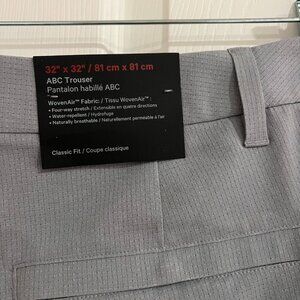 32" x 32" / 81 cm x 81 cm
ABC Trouser
Pantalon habillé ABC
WovenAir™ Fabric / Tissu WovenAir™ :
• Four-way stretch / Extensible en quatre directions
• Water-repellent / Hydrofuge
• Naturally breathable / Naturellement perméable à l'air
Classic Fit / Coupe classique